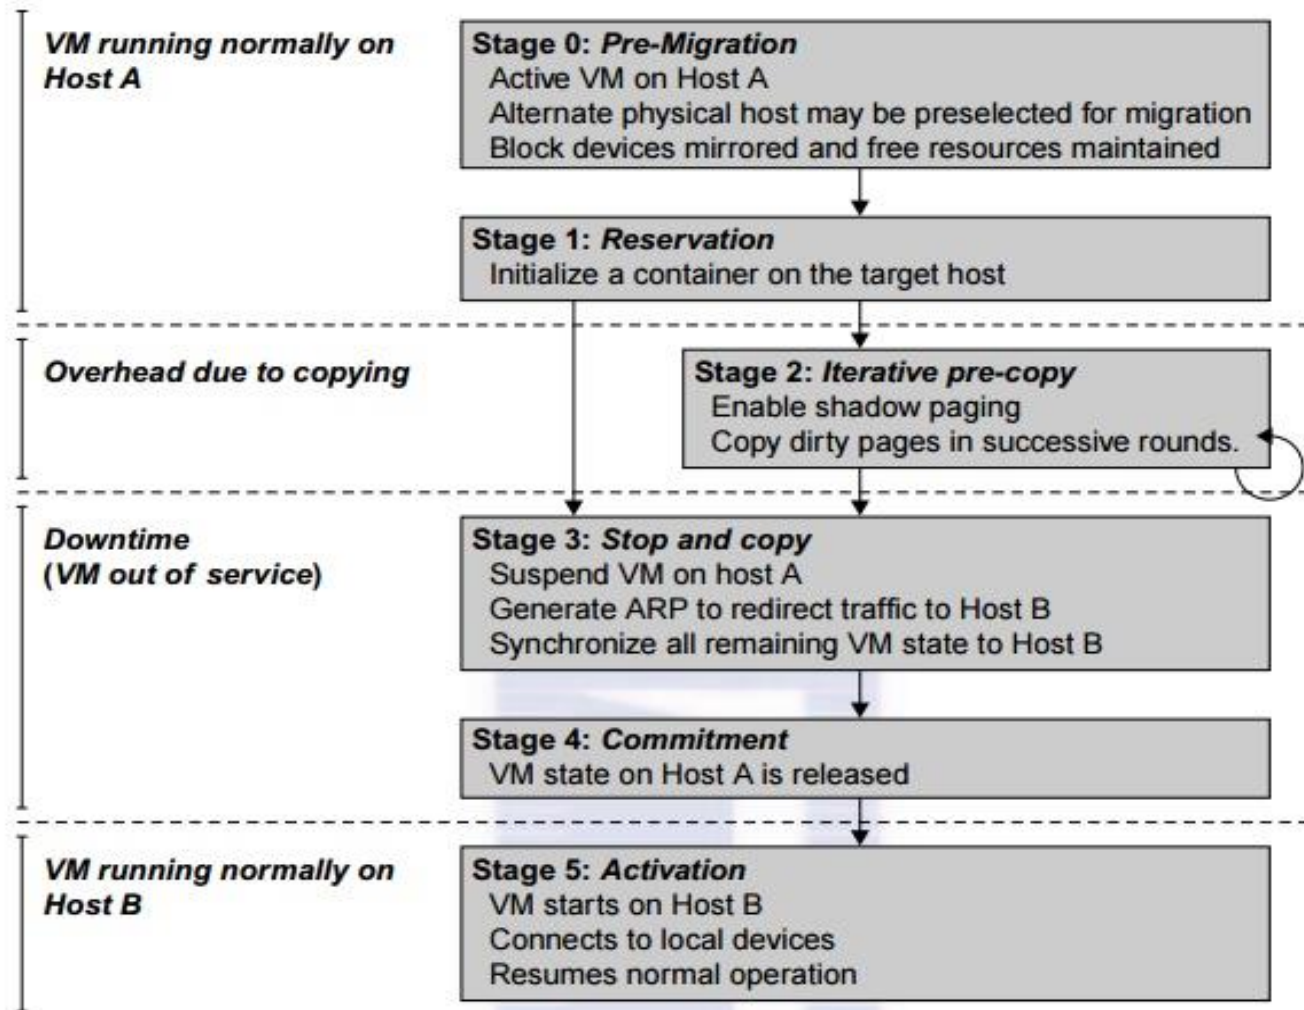 VM running normally on
Host A
Stage 0: Pre-Migration
Active VM on Host A
Alternate physical host may be preselected for migration
Block devices mirrored and free resources maintained
Stage 1: Reservation
Initialize a container on the target host
Overhead due to copying
Stage 2: Iterative pre-copy
Enable shadow paging
Copy dirty pages in successive rounds.
Downtime
(VM out of service)
Stage 3: Stop and copy
Suspend VM on host A
Generate ARP to redirect traffic to Host B
Synchronize all remaining VM state to Host B
Stage 4: Commitment
VM state on Host A is released
VM running normally on
Host B
Stage 5: Activation
VM starts on Host B
Connects to local devices
Resumes normal operation